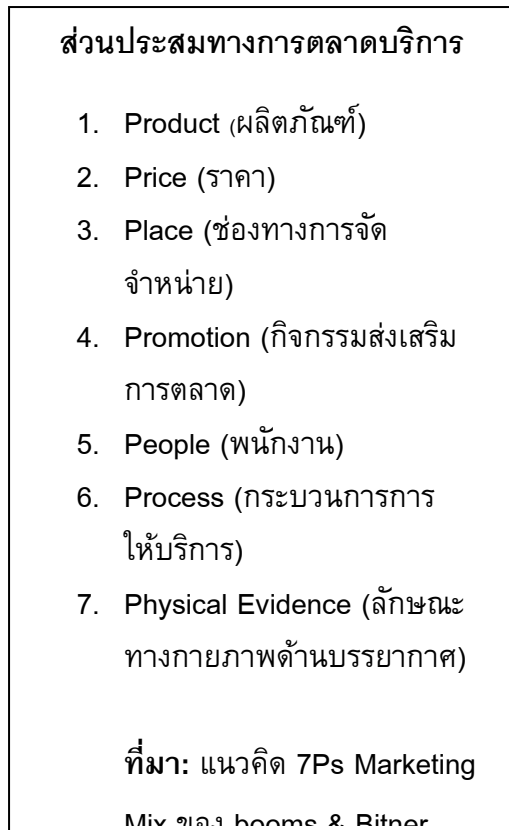 ส่วนประสมทางการตลาดบริการ
1. Product (ผลิตภัณฑ์)
2. Price (ราคา)
3. Place (ช่องทางการจัด
จำหน่าย)
4. Promotion (กิจกรรมส่งเสริม
การตลาด)
5. People (พนักงาน)
6. Process (กระบวนการการ
ให้บริการ)
7. Physical Evidence (ลักษณะ
ทางกายภาพด้านบรรยากาศ)
ที่มา: แนวคิด 7Ps Marketing
Mix ของ booms & Bitner